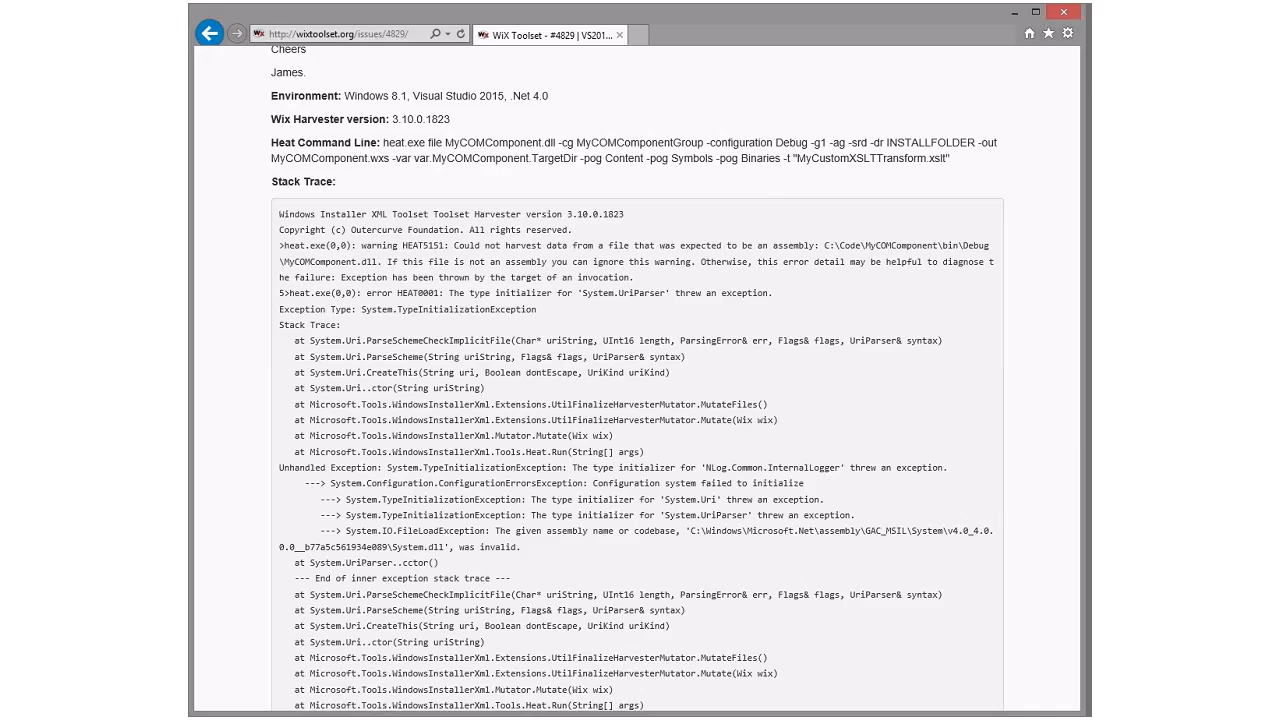 http://wixtoolset.org/issues/4829/
WiX Toolset - #4829 | VS201...
Cheers
James.
Environment: Windows 8.1, Visual Studio 2015, .Net 4.0
Wix Harvester version: 3.10.0.1823
Heat Command Line: heat.exe file MyCOMComponent.dll -cg MyCOMComponentGroup -configuration Debug -g1 -ag -srd -dr INSTALLFOLDER -out
MyCOMComponent.wxs -var var.MyCOMComponent.TargetDir -pog Content -pog Symbols -pog Binaries -t "MyCustomXSLTTransform.xslt"
Stack Trace:
Windows Installer XML Toolset Toolset Harvester version 3.10.0.1823
Copyright (c) Outercurve Foundation. All rights reserved.
>heat.exe(0,0): warning HEAT5151: Could not harvest data from a file that was expected to be an assembly: C:\Code\MyCOMComponent\bin\Debug
\MyCOMComponent.dll. If this file is not an assembly you can ignore this warning. Otherwise, this error detail may be helpful to diagnose t
he failure: Exception has been thrown by the target of an invocation.
5>heat.exe(0,0): error HEAT0001: The type initializer for 'System.UriParser' threw an exception.
Exception Type: System.TypeInitializationException
Stack Trace:
at System.Uri.ParseSchemeCheckImplicitFile(Char* uriString, UInt16 length, ParsingError& err, Flags& flags, UriParser& syntax)
at System.Uri.ParseScheme(String uriString, Flags& flags, UriParser& syntax)
at System.Uri.CreateThis(String uri, Boolean dontEscape, UriKind uriKind)
at System.Uri..ctor(String uriString)
at Microsoft.Tools.WindowsInstallerXml.Extensions.UtilFinalizeHarvesterMutator.MutateFiles()
at Microsoft.Tools.WindowsInstallerXml.Extensions.UtilFinalizeHarvesterMutator.Mutate(Wix wix)
at Microsoft.Tools.WindowsInstallerXml.Mutator.Mutate(Wix wix)
at Microsoft.Tools.WindowsInstallerXml.Tools.Heat.Run(String[] args)
Unhandled Exception: System.TypeInitializationException: The type initializer for 'NLog.Common.InternalLogger' threw an exception.
---> System.Configuration.ConfigurationErrorsException: Configuration system failed to initialize
---> System.TypeInitializationException: The type initializer for 'System.Uri' threw an exception.
---> System.TypeInitializationException: The type initializer for 'System.UriParser' threw an exception.
---> System.IO.FileLoadException: The given assembly name or codebase, 'C:\Windows\Microsoft.Net\assembly\GAC_MSIL\System\v4.0_4.0.
0.0__b77a5c561934e089\System.dll', was invalid.
at System.UriParser..cctor()
--- End of inner exception stack trace ---
at System.Uri.ParseSchemeCheckImplicitFile(Char* uriString, UInt16 length, ParsingError& err, Flags& flags, UriParser& syntax)
at System.Uri.ParseScheme(String uriString, Flags& flags, UriParser& syntax)
at System.Uri.CreateThis(String uri, Boolean dontEscape, UriKind uriKind)
at System.Uri..ctor(String uriString)
at Microsoft.Tools.WindowsInstallerXml.Extensions.UtilFinalizeHarvesterMutator.MutateFiles()
at Microsoft.Tools.WindowsInstallerXml.Extensions.UtilFinalizeHarvesterMutator.Mutate(Wix wix)
at Microsoft.Tools.WindowsInstallerXml.Mutator.Mutate(Wix wix)
at Microsoft.Tools.WindowsInstallerXml.Tools.Heat.Run(String[] args)